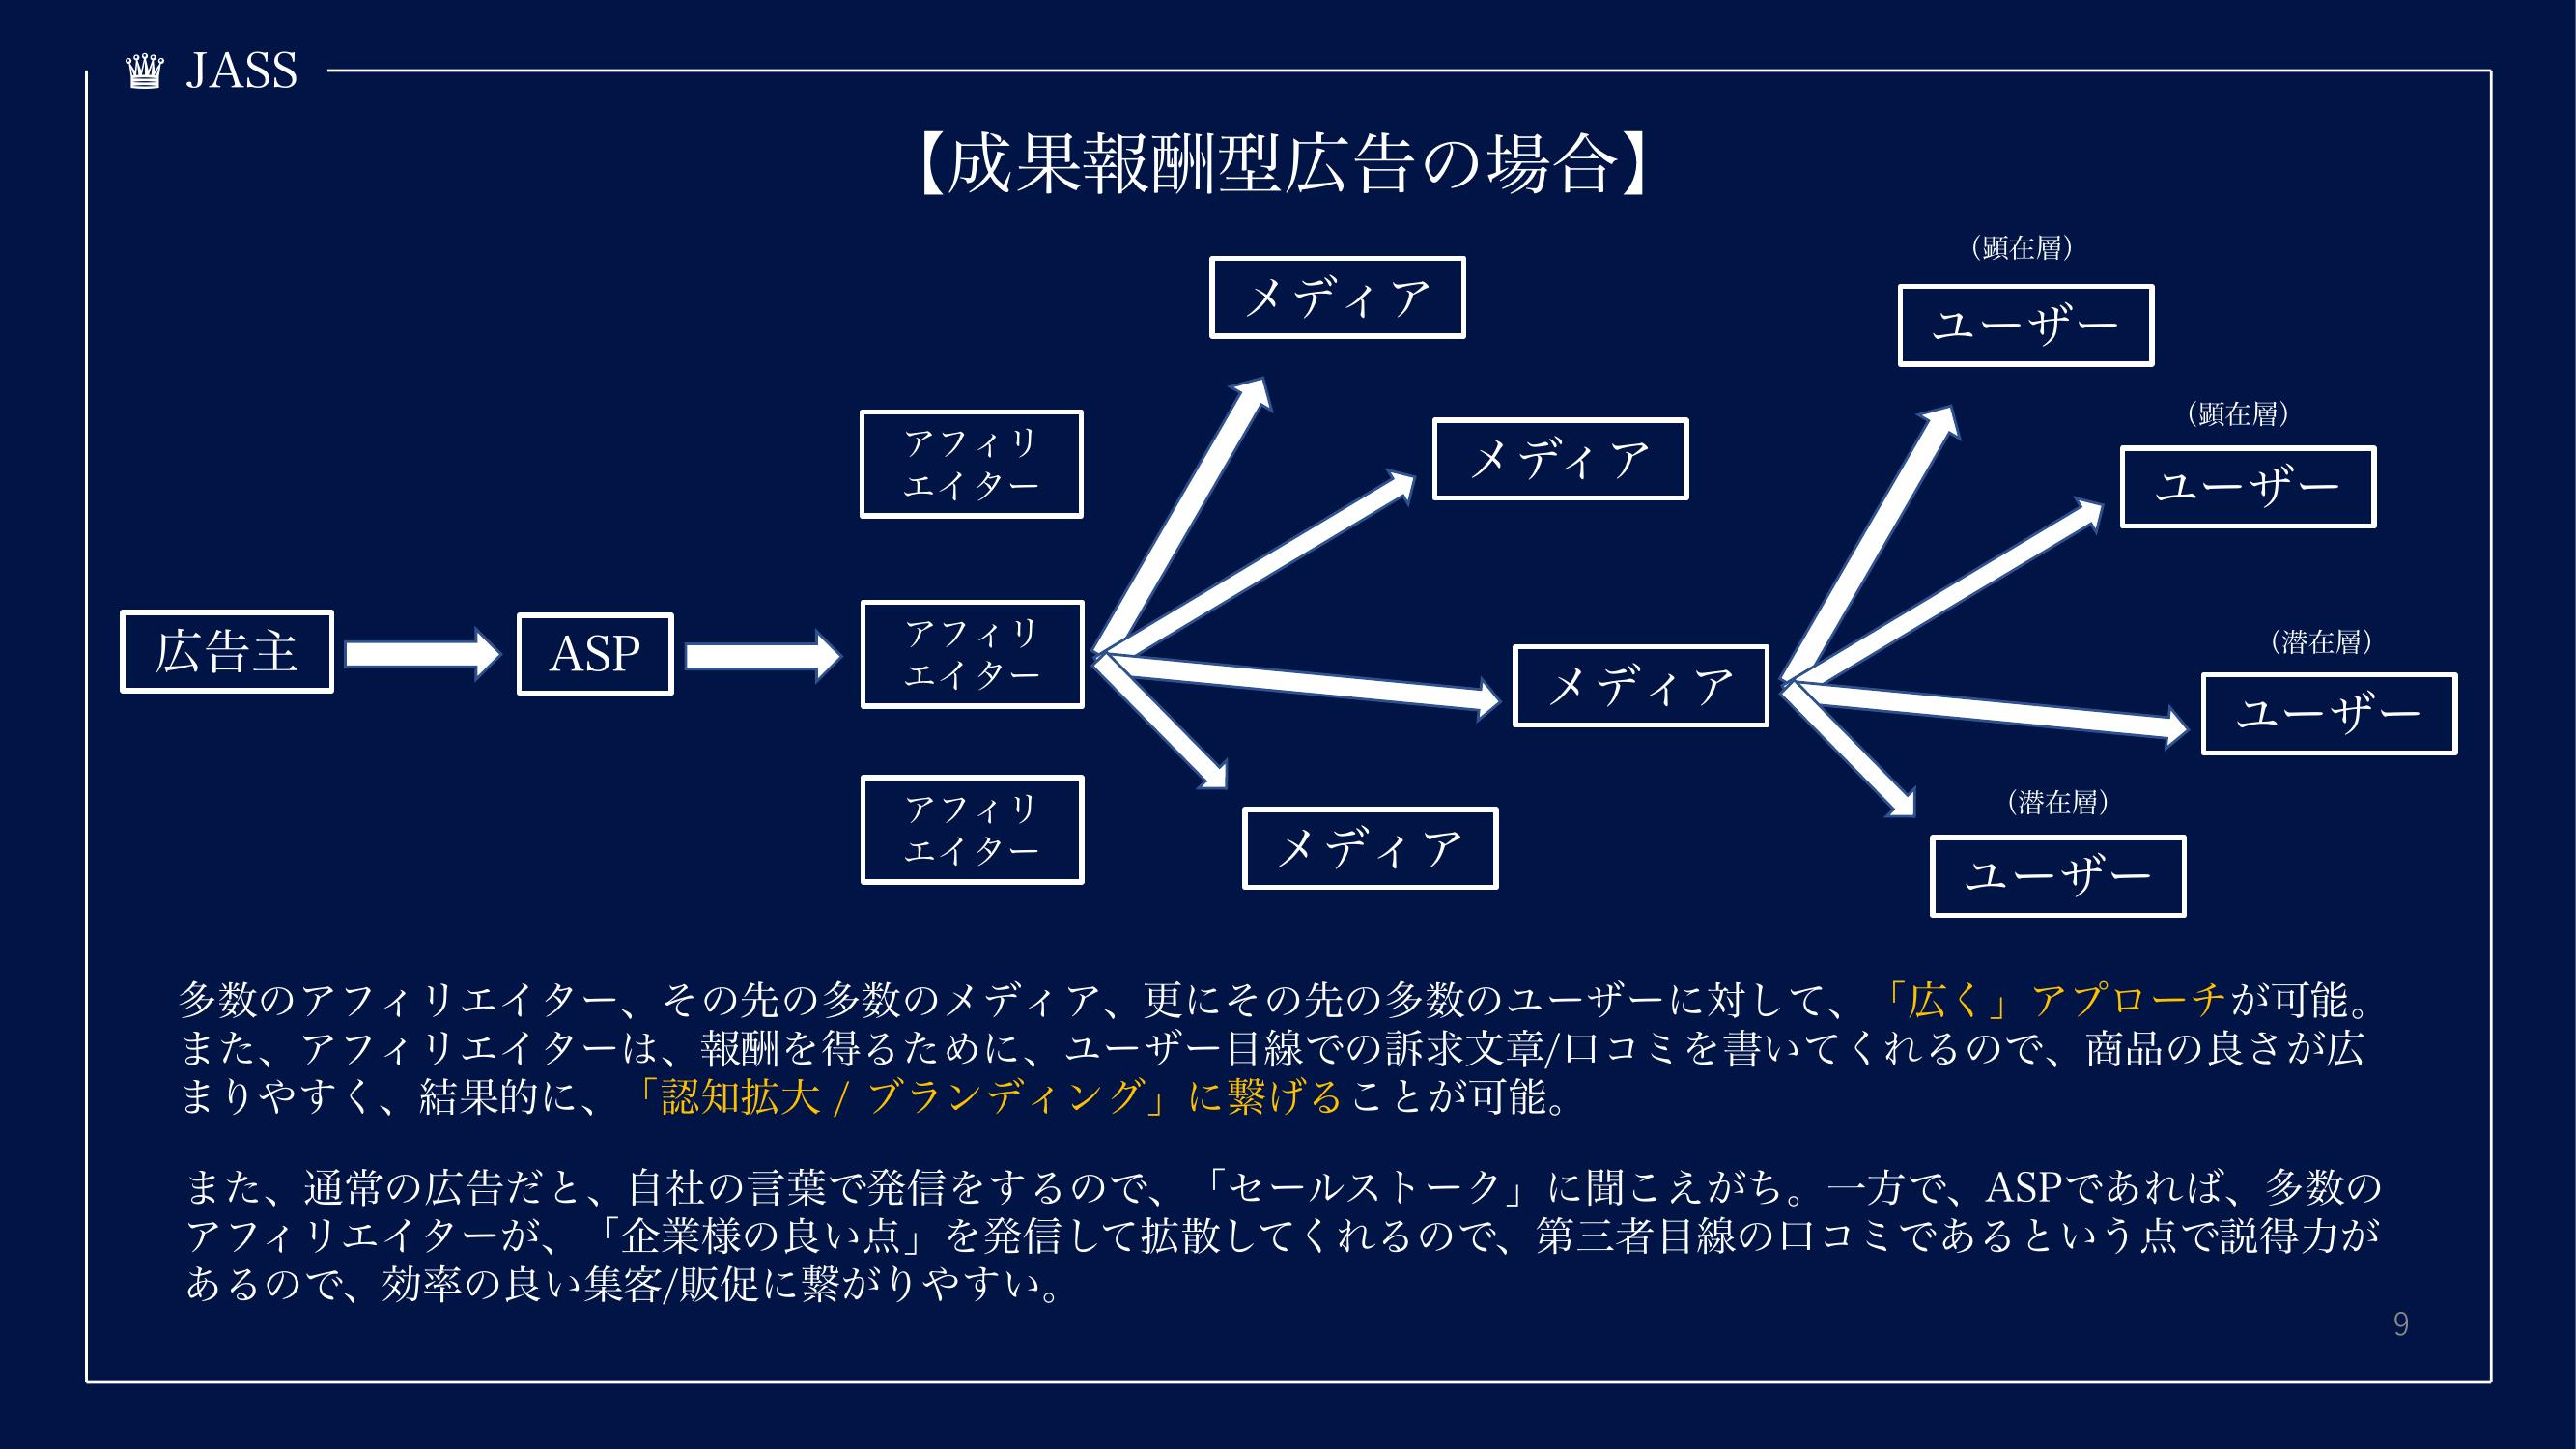 ♛ JASS
【成果報酬型広告の場合】
（顕在層）
メディア
ユーザー
（顕在層）
アフィリ
エイター
メディア
ユーザー
広告主
ASP
アフィリ
エイター
メディア
（潜在層）
ユーザー
アフィリ
エイター
メディア
（潜在層）
ユーザー
多数のアフィリエイター、その先の多数のメディア、更にその先の多数のユーザーに対して、「広く」アプローチが可能。
また、アフィリエイターは、報酬を得るために、ユーザー目線での訴求文章/口コミを書いてくれるので、商品の良さが広
まりやすく、結果的に、「認知拡大 / ブランディング」に繋げることが可能。
また、通常の広告だと、自社の言葉で発信をするので、「セールストーク」に聞こえがち。一方で、ASPであれば、多数の
アフィリエイターが、「企業様の良い点」を発信して拡散してくれるので、第三者目線の口コミであるという点で説得力が
あるので、効率の良い集客/販促に繋がりやすい。
9